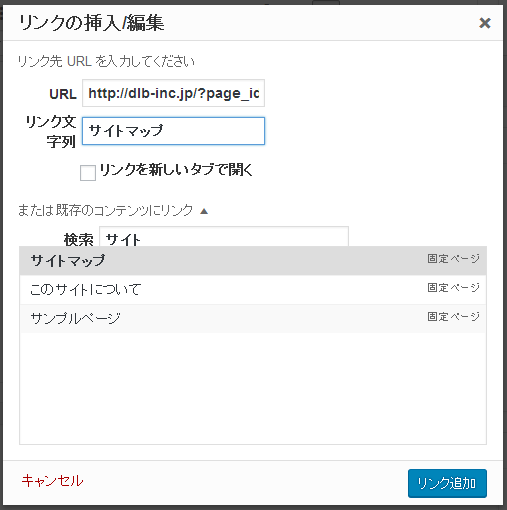 リンクの挿入/編集
×
リンク先 URL を入力してください
URL http://dlb-inc.jp/?page_ic
リンク文字列 サイトマップ
リンクを新しいタブで開く
または既存のコンテンツにリンク ▲
検索 サイト
サイトマップ 固定ページ
このサイトについて 固定ページ
サンプルページ 固定ページ
キャンセル リンク追加